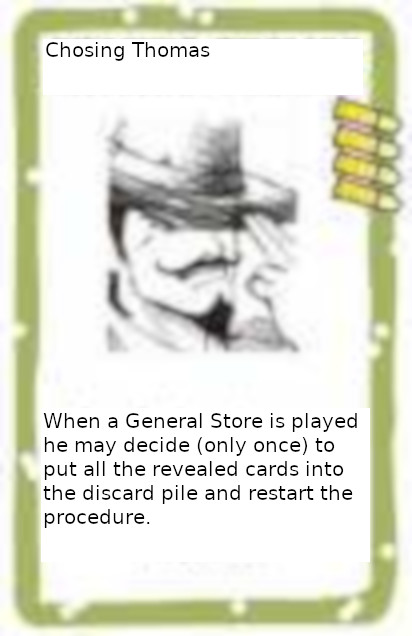 Chosing Thomas
When a General Store is played
he may decide (only once) to
put all the revealed cards into
the discard pile and restart the
procedure.